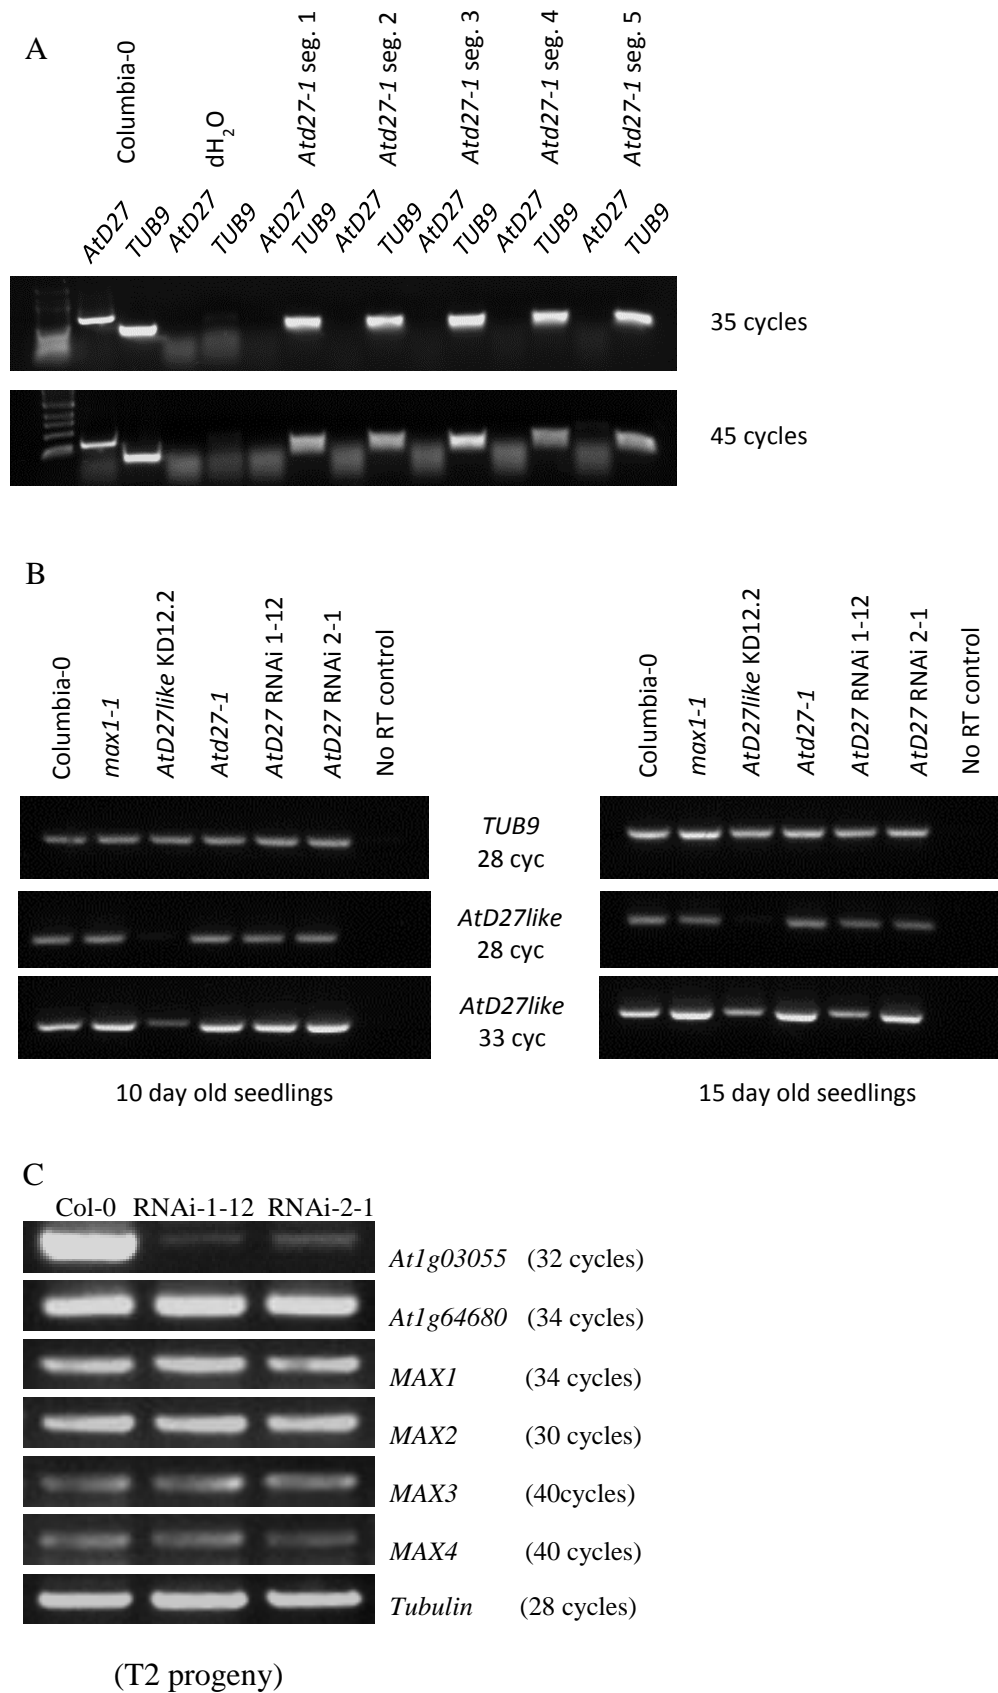 A
Columbia-0
dH2O
Atd27-1 seg. 1
Atd27-1 seg. 2
Atd27-1 seg. 3
Atd27-1 seg. 4
Atd27-1 seg. 5
AtD27
TUB9
AtD27
TUB9
AtD27
TUB9
AtD27
TUB9
AtD27
TUB9
AtD27
TUB9
AtD27
TUB9
35 cycles
45 cycles
B
Columbia-0
max1-1
AtD27like KD12.2
Atd27-1
AtD27 RNAi 1-12
AtD27 RNAi 2-1
No RT control
Columbia-0
max1-1
AtD27like KD12.2
Atd27-1
AtD27 RNAi 1-12
AtD27 RNAi 2-1
No RT control
TUB9
28 cyc
AtD27like
28 cyc
AtD27like
33 cyc
10 day old seedlings
15 day old seedlings
C
Col-0 RNAi-1-12 RNAi-2-1
At1g03055 (32 cycles)
At1g64680 (34 cycles)
MAX1 (34 cycles)
MAX2 (30 cycles)
MAX3 (40cycles)
MAX4 (40 cycles)
Tubulin (28 cycles)
(T2 progeny)